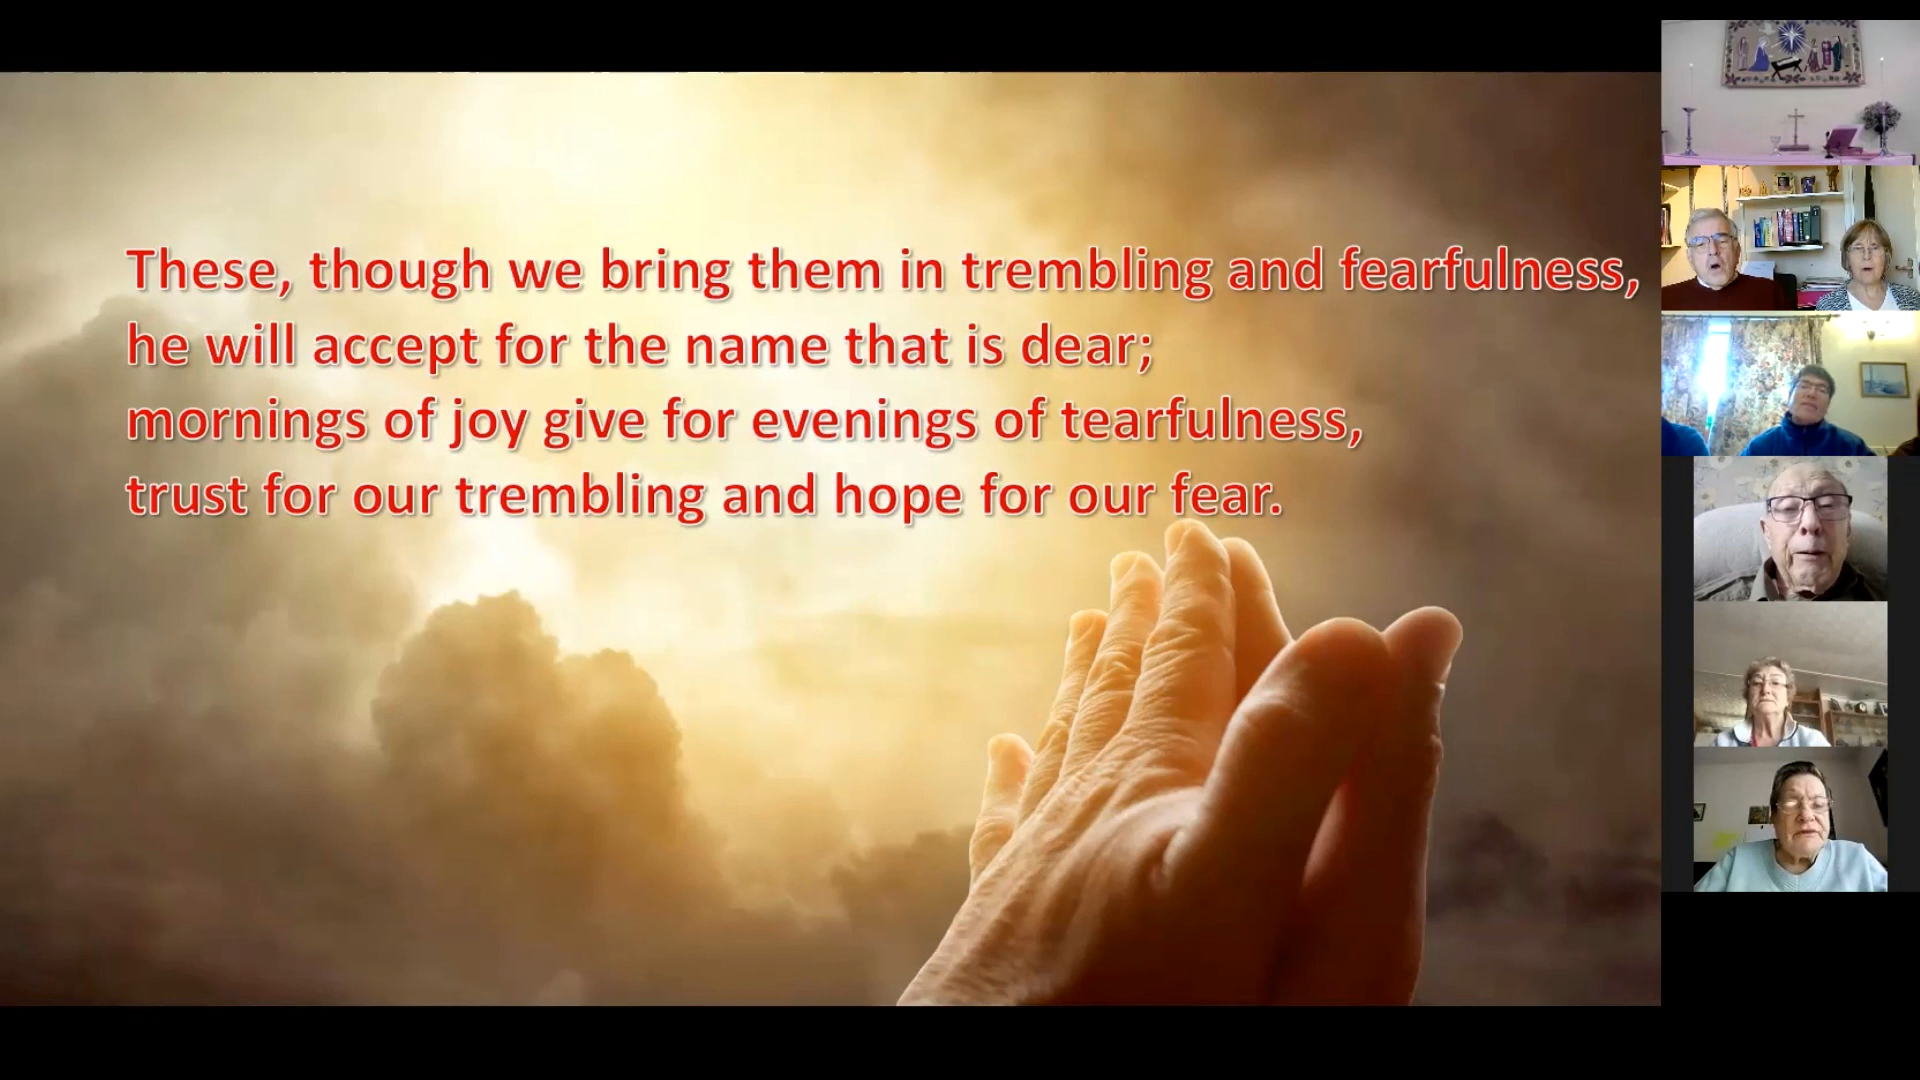 These, though we bring them in trembling and fearfulness,
he will accept for the name that is dear;
mornings of joy give for evenings of tearfulness,
trust for our trembling and hope for our fear.